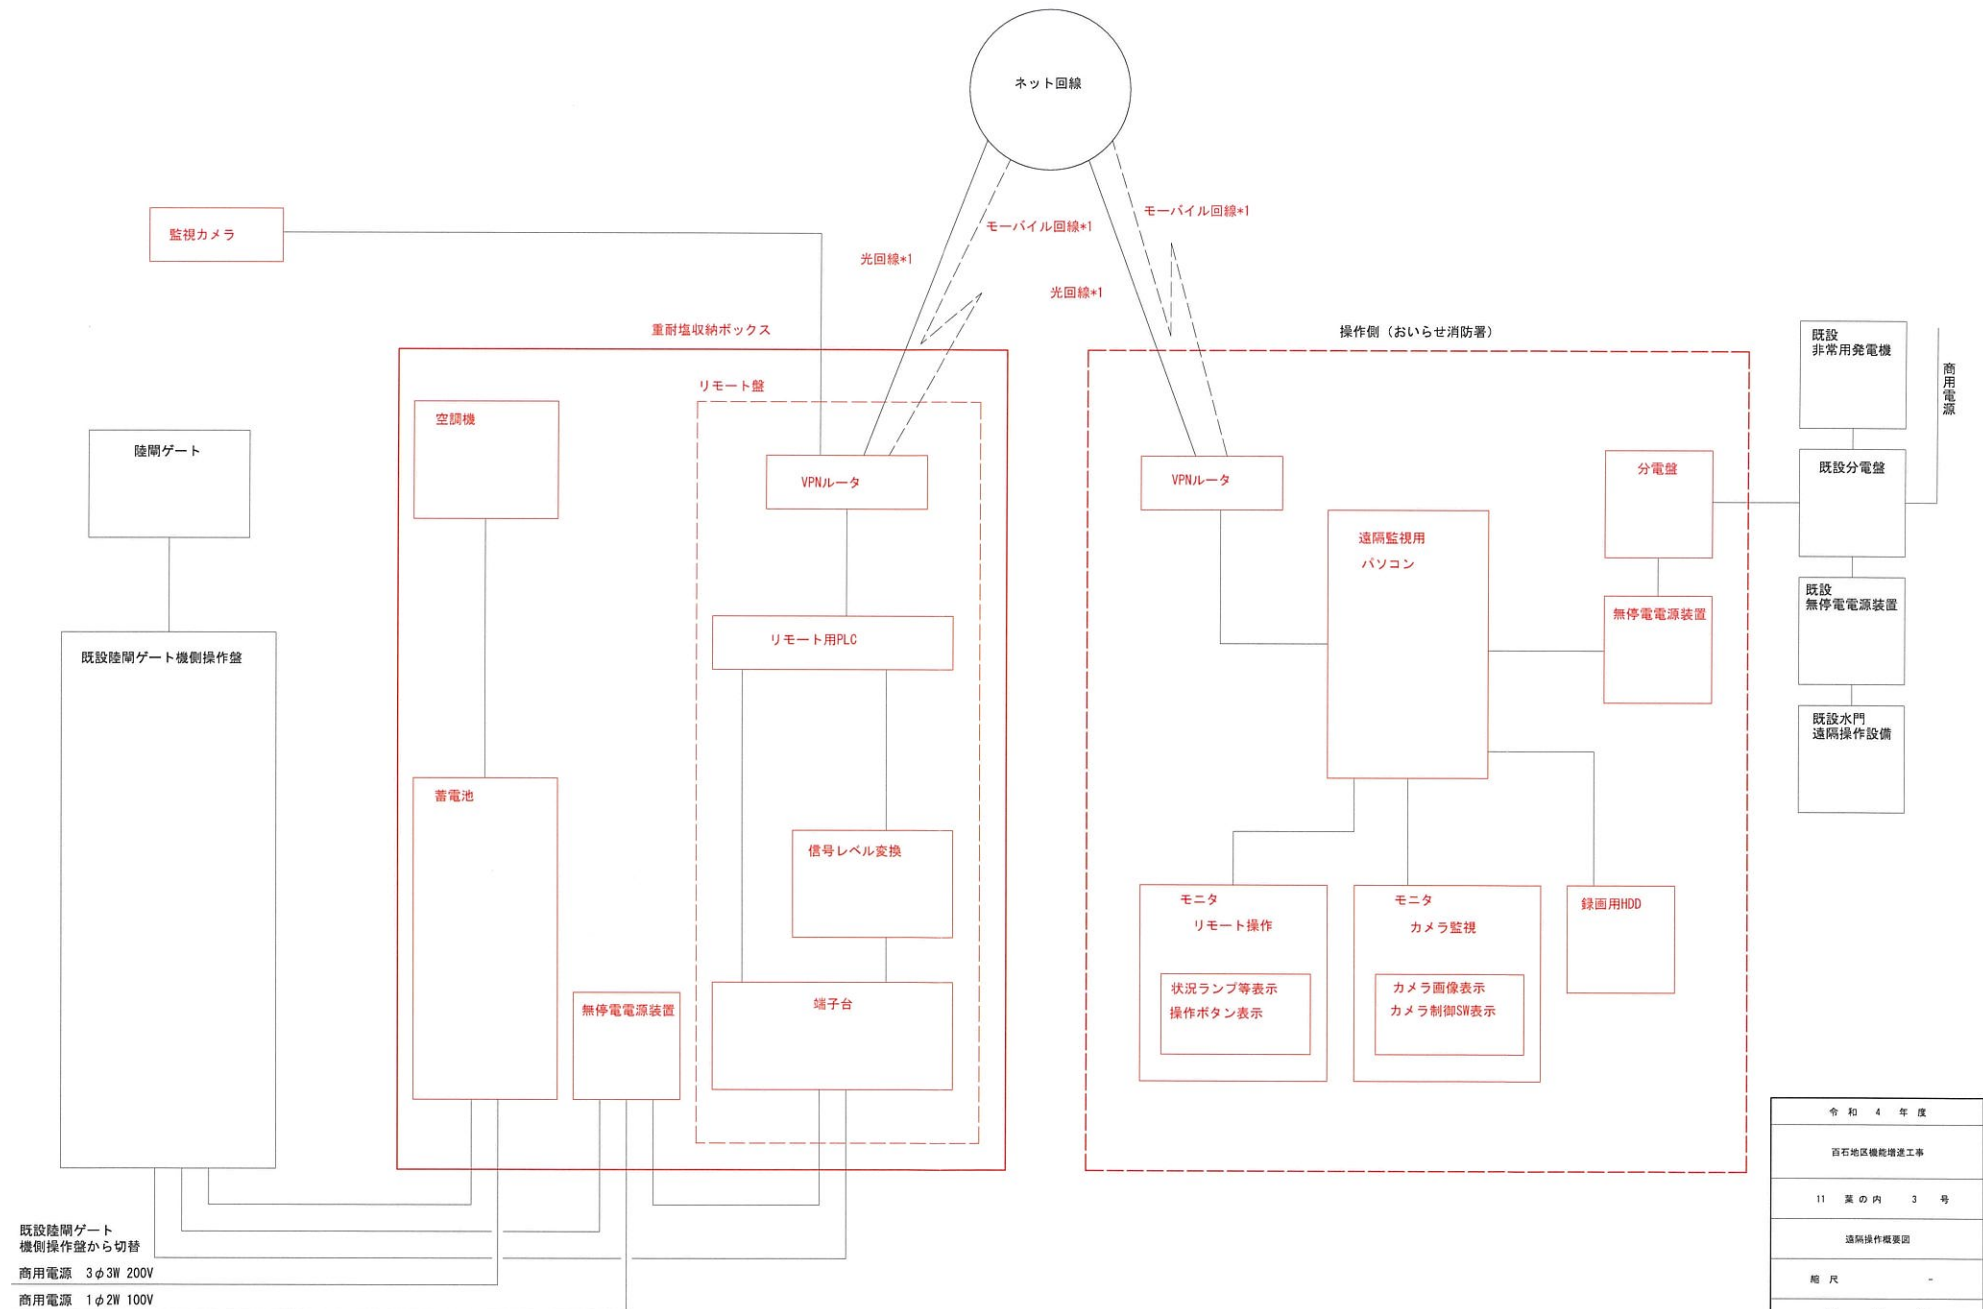 ネット回線
監視カメラ
モーバイル回線*1
モーバイル回線*1
光回線*1
光回線*1
重耐塩収納ボックス
操作側（おいらせ消防署）
既設
非常用発電機
商用電源
リモート盤
空調機
陸閘ゲート
VPNルータ
VPNルータ
分電盤
既設分電盤
遠隔監視用
パソコン
既設
無停電電源装置
無停電電源装置
リモート用PLC
既設陸閘ゲート機側操作盤
既設水門
遠隔操作設備
蓄電池
信号レベル変換
モニタ
リモート操作
状況ランプ等表示
操作ボタン表示
モニタ
カメラ監視
カメラ画像表示
カメラ制御SW表示
録画用HDD
無停電電源装置
端子台
既設陸閘ゲート
機側操作盤から切替
商用電源 3φ3W 200V
商用電源 1φ2W 100V
令和 4 年度
百石地区機能増進工事
11 葉の内 3 号
遠隔操作概要図
縮尺 -